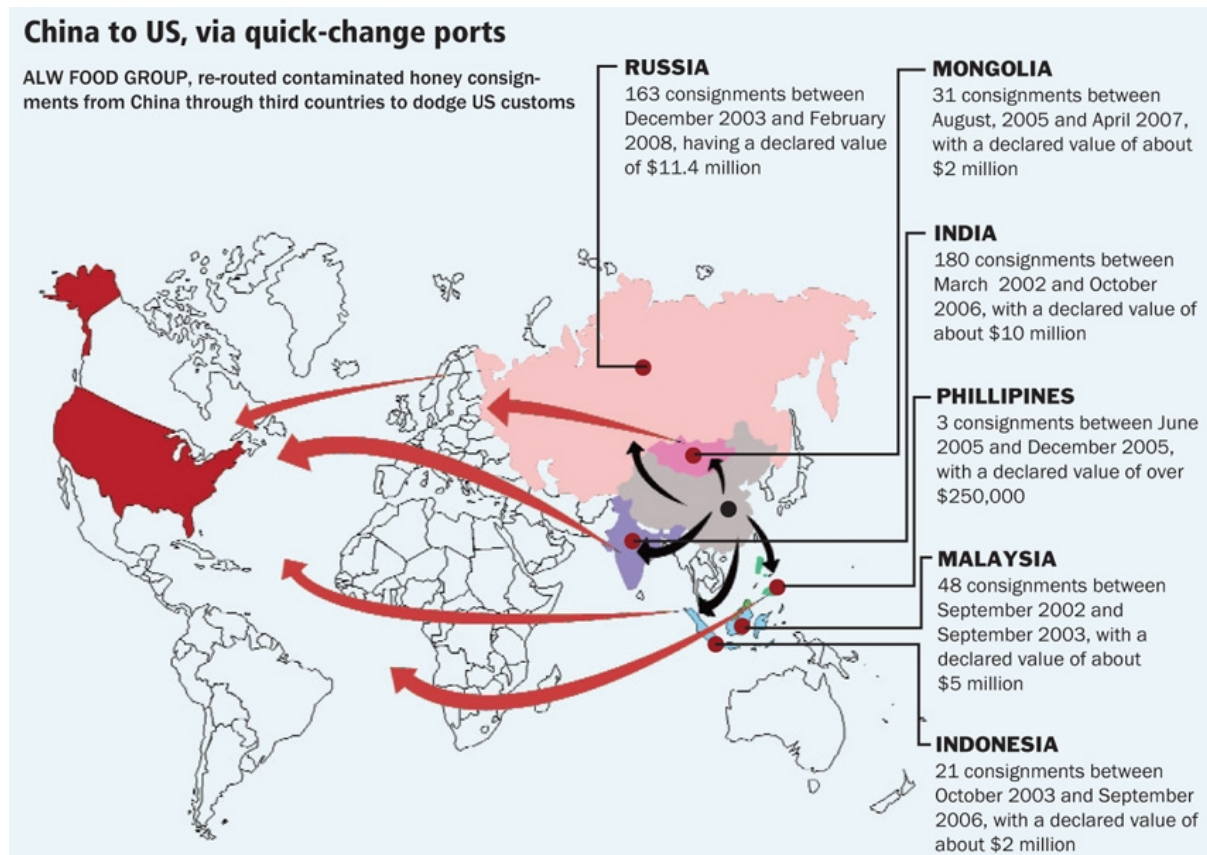 China to US, via quick-change ports
ALW FOOD GROUP, re-routed contaminated honey consign-
ments from China through third countries to dodge US customs
RUSSIA
163 consignments between
December 2003 and February
2008, having a declared value
of $11.4 million
MONGOLIA
31 consignments between
August, 2005 and April 2007,
with a declared value of about
$2 million
INDIA
180 consignments between
March 2002 and October
2006, with a declared value of
about $10 million
PHILLIPINES
3 consignments between June
2005 and December 2005,
with a declared value of over
$250,000
MALAYSIA
48 consignments between
September 2002 and
September 2003, with a
declared value of about
$5 million
INDONESIA
21 consignments between
October 2003 and September
2006, with a declared value of
about $2 million